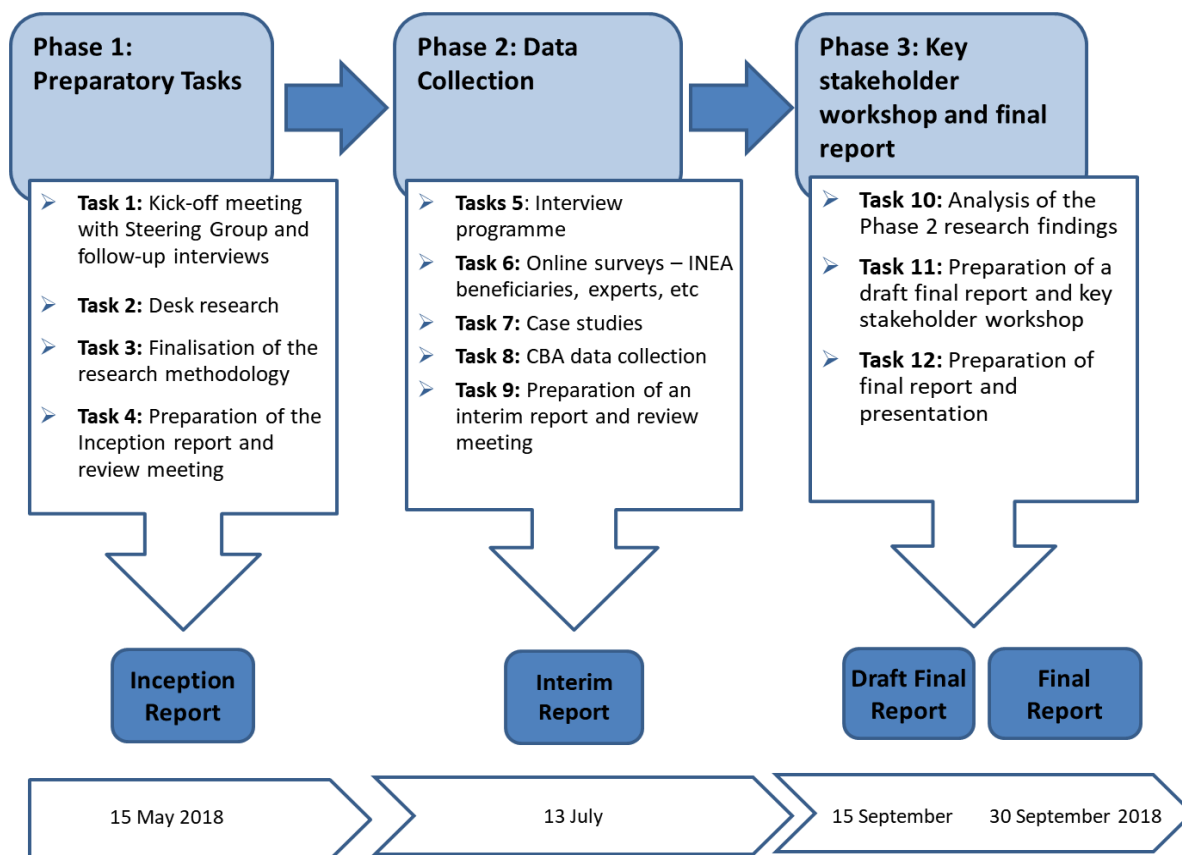 Phase 1:
Preparatory Tasks
Task 1: Kick-off meeting
with Steering Group and
follow-up interviews
Task 2: Desk research
Task 3: Finalisation of the
research methodology
Task 4: Preparation of the
Inception report and
review meeting
Inception
Report
15 May 2018
Phase 2: Data
Collection
Tasks 5: Interview
programme
Task 6: Online surveys – INEA
beneficiaries, experts, etc
Task 7: Case studies
Task 8: CBA data collection
Task 9: Preparation of an
interim report and review
meeting
Interim
Report
13 July
Phase 3: Key
stakeholder
workshop and final
report
Task 10: Analysis of the
Phase 2 research findings
Task 11: Preparation of a
draft final report and key
stakeholder workshop
Task 12: Preparation of
final report and
presentation
Draft Final
Report
Final
Report
15 September
30 September 2018